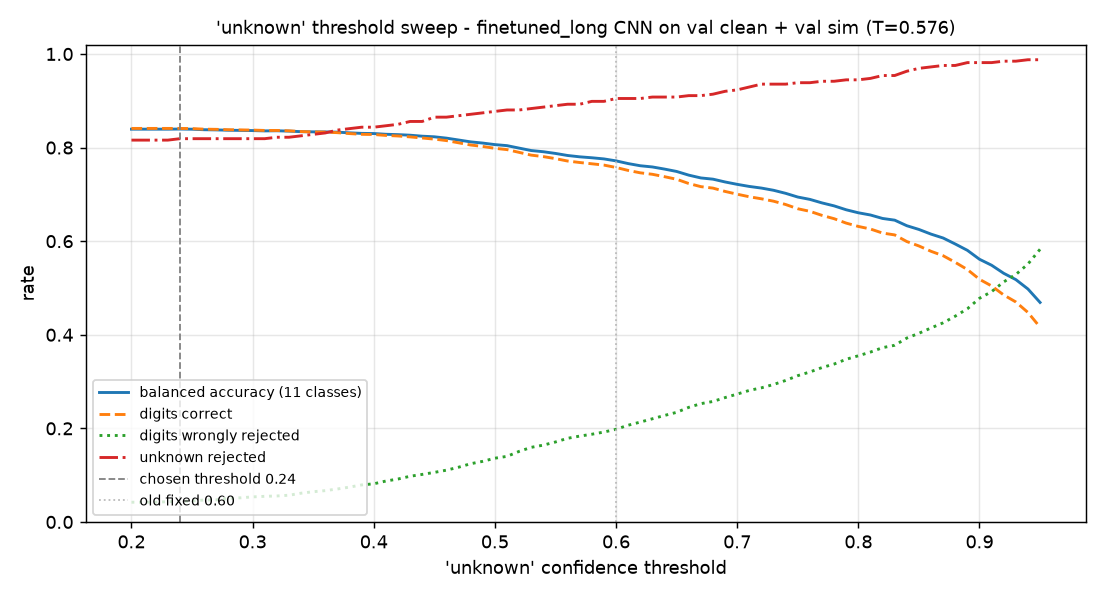 'unknown' threshold sweep - finetuned_long CNN on val clean + val sim (T=0.576)
1.0
0.8
0.6
0.4
0.2
0.0
rate
balanced accuracy (11 classes)
digits correct
digits wrongly rejected
unknown rejected
chosen threshold 0.24
old fixed 0.60
0.2 0.3 0.4 0.5 0.6 0.7 0.8 0.9
'unknown' confidence threshold